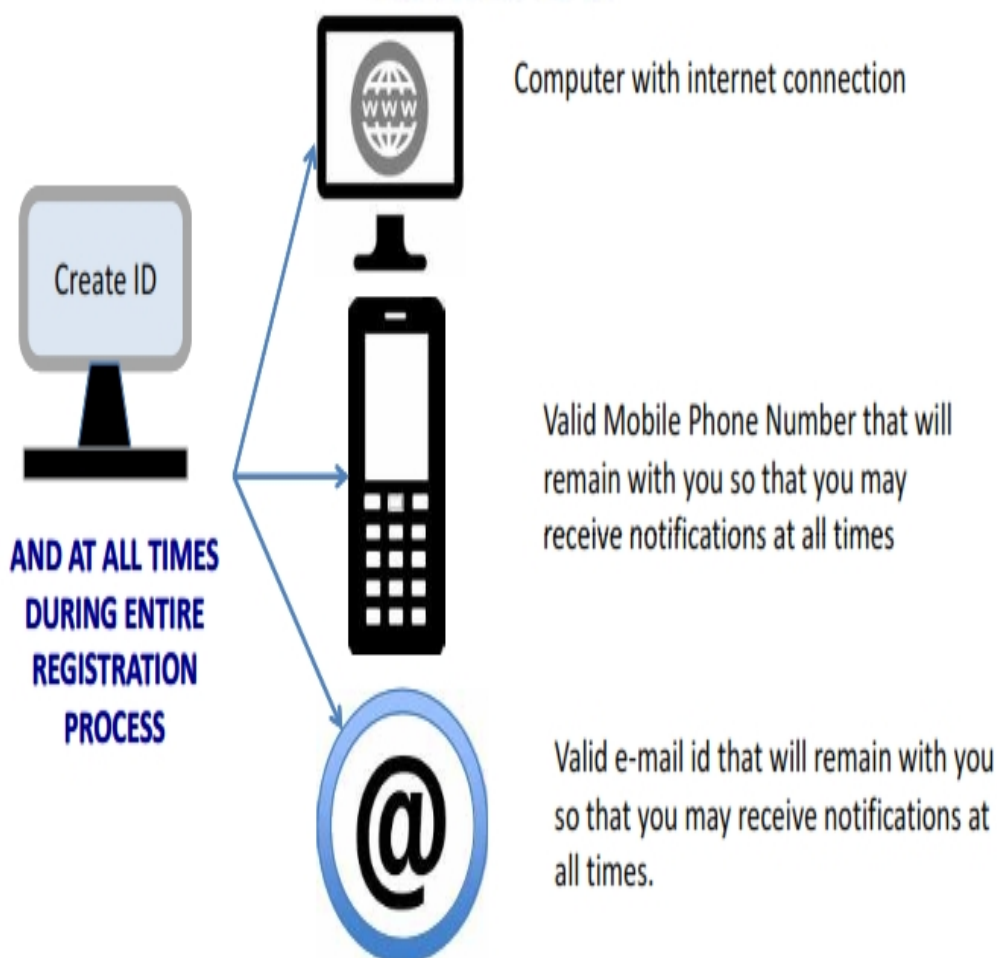 www
Computer with internet connection
Create ID
Valid Mobile Phone Number that will
remain with you so that you may
receive notifications at all times
AND AT ALL TIMES
DURING ENTIRE
REGISTRATION
PROCESS
@
Valid e-mail id that will remain with you
so that you may receive notifications at
all times.